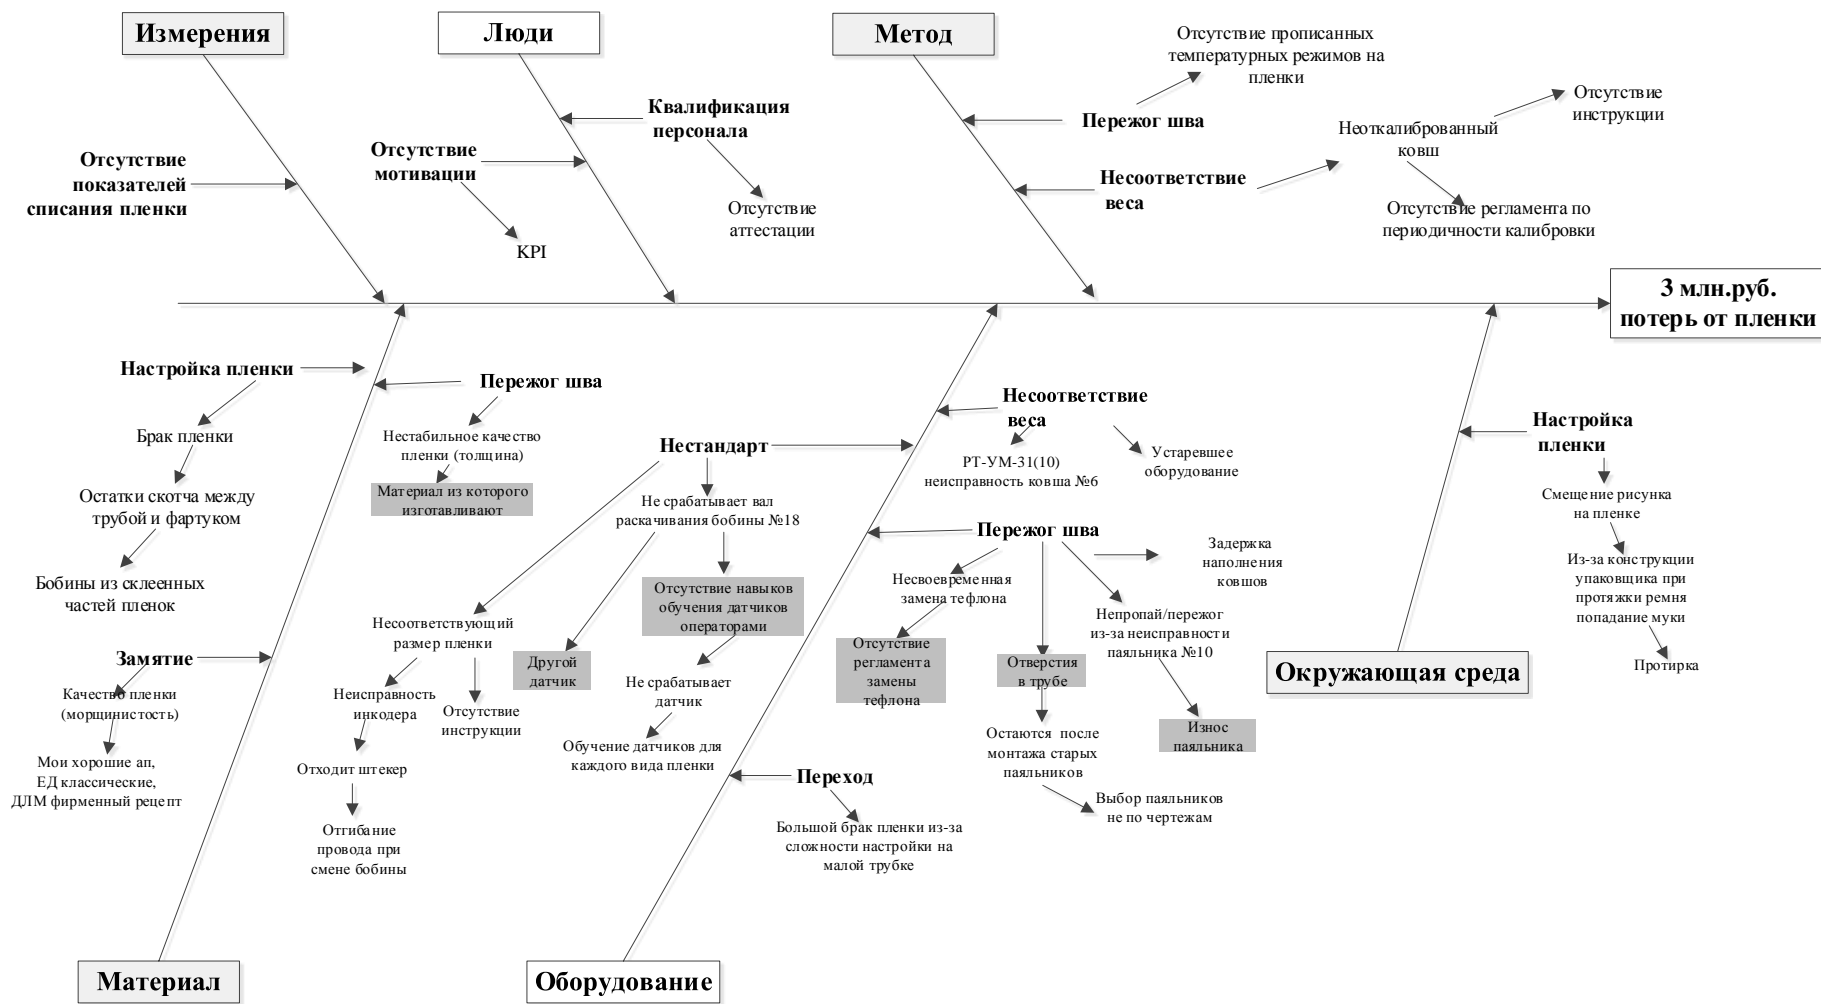 Измерения
Люди
Метод
Отсутствие прописанных
температурных режимов на
пленки
Квалификация
персонала
Пережог шва
Отсутствие
инструкции
Неоткалиброванный
ковш
Отсутствие
мотивации
Отсутствие
показателей
списания пленки
Несоответствие
веса
Отсутствие
аттестации
Отсутствие регламента по
периодичности калибровки
KPI
3 млн.руб.
потерь от пленки
Настройка пленки
Пережог шва
Брак пленки
Нестабильное качество
пленки (толщина)
Материал из которого
изготавливают
Остатки скотча между
трубой и фартуком
Бобины из склеенных
частей пленок
Замятие
Качество пленки
(морщинистость)
Мои хорошие ап,
ЕД классические,
ДЛМ фирменный рецепт
Нестандарт
Не срабатывает вал
раскачивания бобины №18
Отсутствие навыков
обучения датчиков
операторами
Несоответствующий
размер пленки
Другой
датчик
Не срабатывает
датчик
Неисправность
инкодера
Отсутствие
инструкции
Обучение датчиков для
каждого вида пленки
Отходит штекер
Отгибание
провода при
смене бобины
Несоответствие
веса
РТ-УМ-31(10)
неисправность ковша №6
Устаревшее
оборудование
Пережог шва
Задержка
наполнения
ковшов
Несвоевременная
замена тефлона
Непропай/пережог
из-за неисправности
паяльника №10
Отсутствие
регламента
замены
тефлона
Отверстия
в трубе
Износ
паяльника
Остаются после
монтажа старых
паяльников
Выбор паяльников
не по чертежам
Переход
Большой брак пленки из-за
сложности настройки на
малой трубке
Настройка
пленки
Смещение рисунка
на пленке
Из-за конструкции
упаковщика при
протяжки ремня
попадание муки
Протирка
Окружающая среда
Материал
Оборудование